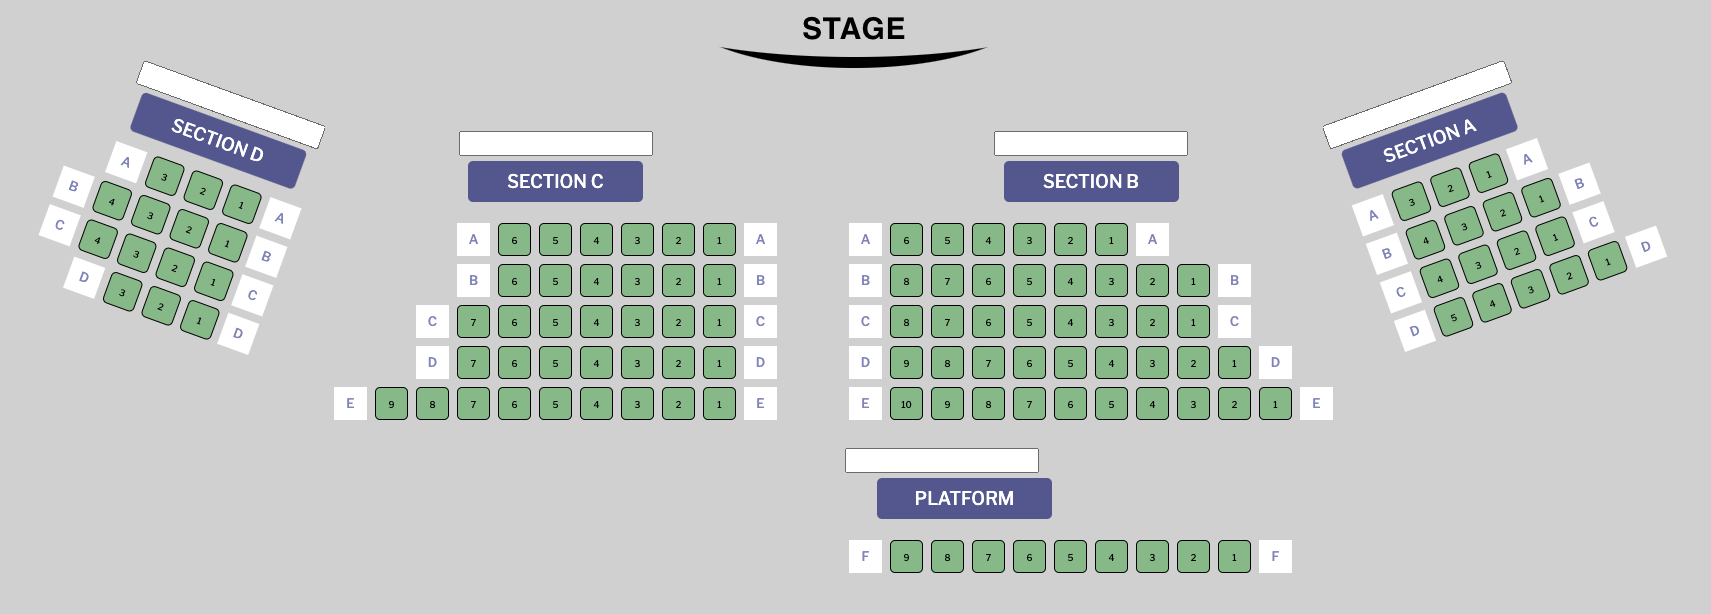 STAGE
SECTION D
A 3 2 1 A
B 4 3 2 1 B
C 4 3 2 1 C
D 3 2 1 D
SECTION C
A 6 5 4 3 2 1 A
B 6 5 4 3 2 1 B
C 7 6 5 4 3 2 1 C
D 7 6 5 4 3 2 1 D
E 9 8 7 6 5 4 3 2 1 E
SECTION B
A 6 5 4 3 2 1 A
B 8 7 6 5 4 3 2 1 B
C 8 7 6 5 4 3 2 1 C
D 9 8 7 6 5 4 3 2 1 D
E 10 9 8 7 6 5 4 3 2 1 E
SECTION A
A 3 2 1 A
B 4 3 2 1 B
C 4 3 2 1 C
D 5 4 3 2 1 D
PLATFORM
F 9 8 7 6 5 4 3 2 1 F